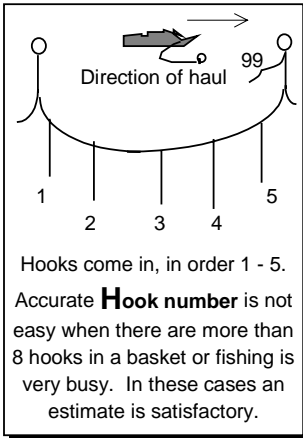 99
Direction of haul
1
2
3
4
5
Hooks come in, in order 1 - 5.
Accurate Hook number is not
easy when there are more than
8 hooks in a basket or fishing is
very busy. In these cases an
estimate is satisfactory.